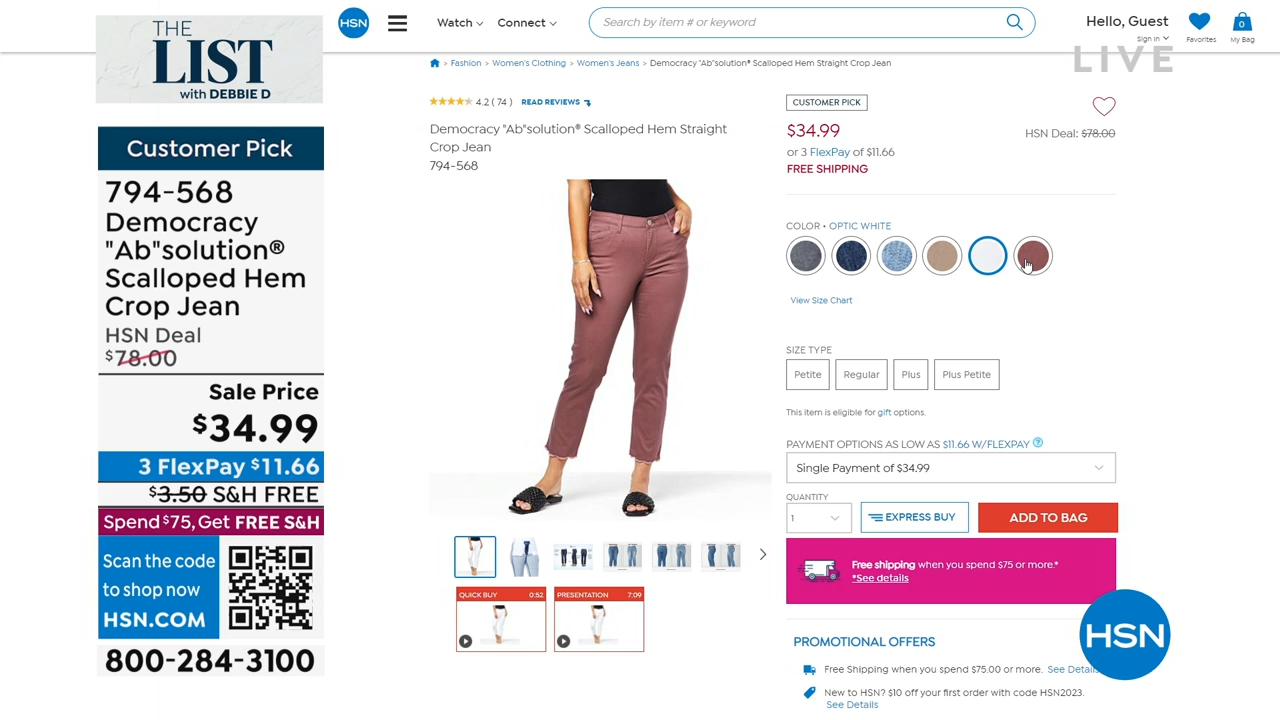 THE
LIST
with DEBBIE D
Customer Pick
794-568
Democracy
"Ab"solution®
Scalloped Hem
Crop Jean
HSN Deal
$78.00
Sale Price
$34.99
3 FlexPay $11.66
$3.50 S&H FREE
Spend $75, Get FREE S&H
Scan the code
to shop now
HSN.COM
800-284-3100
HSN
Watch
Connect
Search by item # or keyword
Hello, Guest
Sign In
Favorites
0
My Bag
LIVE
> Fashion > Women's Clothing > Women's Jeans > Democracy "Ab"solution® Scalloped Hem Straight Crop Jean
4.2 ( 74 ) READ REVIEWS
Democracy "Ab"solution® Scalloped Hem Straight
Crop Jean
794-568
QUICK BUY 0:52
PRESENTATION 7:09
CUSTOMER PICK
$34.99
HSN Deal: $78.00
or 3 FlexPay of $11.66
FREE SHIPPING
COLOR • OPTIC WHITE
View Size Chart
SIZE TYPE
Petite
Regular
Plus
Plus Petite
This item is eligible for gift options.
PAYMENT OPTIONS AS LOW AS $11.66 W/FLEXPAY ?
Single Payment of $34.99
QUANTITY
1
EXPRESS BUY
ADD TO BAG
Free shipping when you spend $75 or more.*
*See details
PROMOTIONAL OFFERS
Free Shipping when you spend $75.00 or more. See Details
New to HSN? $10 off your first order with code HSN2023.
See Details
HSN